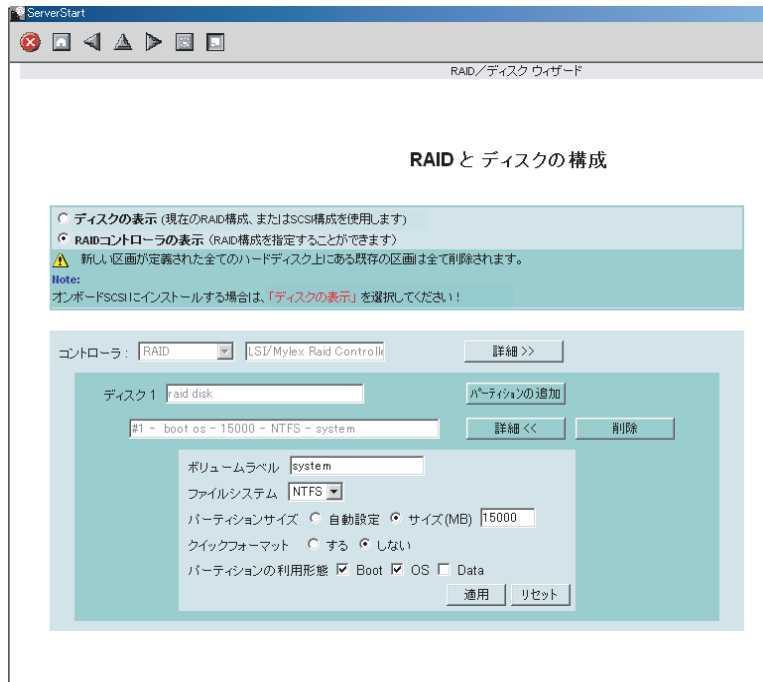 ServerStart
RAID／ディスク ウィザード
RAID と ディスクの 構成
ディスクの表示 (現在のRAID構成、またはSCSI構成を使用します)
RAIDコントローラの表示 (RAID構成を指定することができます)
新しい区画が定義された全てのハードディスク上にある既存の区画は全て削除されます。
Note:
オンボードSCSIにインストールする場合は、「ディスクの表示」を選択してください！
コントローラ : RAID LSI/Mylex Raid Controlle 詳細 >>
ディスク 1 raid disk パーティションの追加
#1 - boot os - 15000 - NTFS - system 詳細 << 削除
ボリュームラベル system
ファイルシステム NTFS
パーティションサイズ 自動設定 サイズ(MB) 15000
クイックフォーマット する しない
パーティションの利用形態 Boot OS Data
適用 リセット